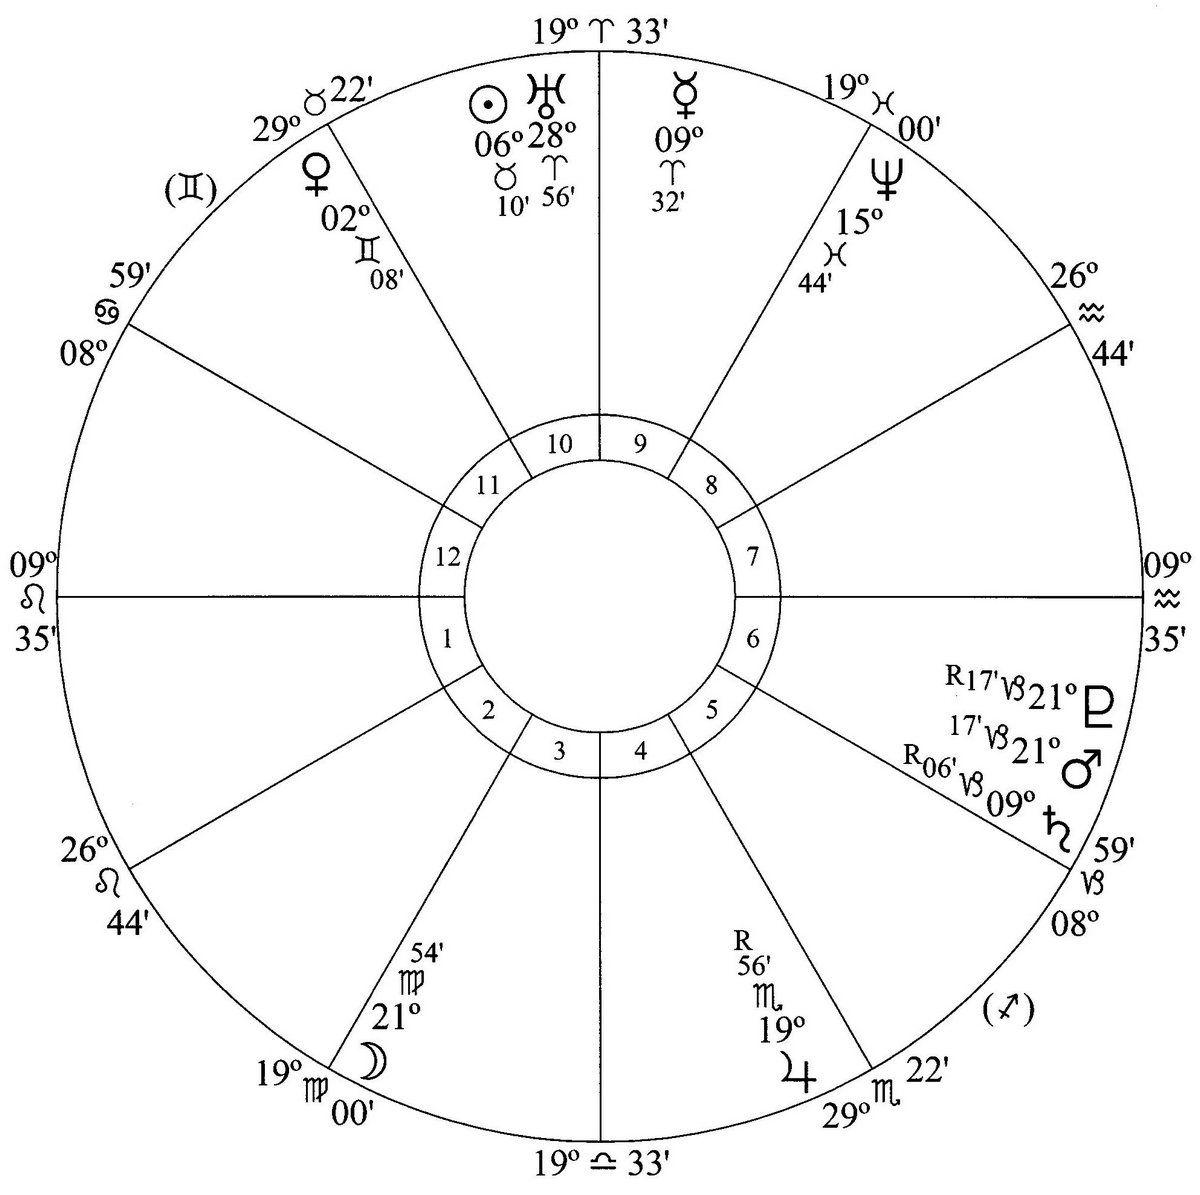 19º ♈ 33'
29º ♉ 22'
☉
06º
♉
10'
♅
28º
♈
56'
☿
09º
♈
32'
19º ♓ 00'
(♊)
♀
02º
♊
08'
♆
15º
♓
44'
59'
♋
08º
26º
♒
44'
10 9
11 8
12 7
1 6
2 5
3 4
09º
♌
35'
09º
♒
35'
R 17' ♑ 21º ♇
17' ♑ 21º ♂
R 06' ♑ 09º ♄
26º
♌
44'
59'
♑
08º
54'
♍
21º
☽
R
56'
♏
19º
♃
(♐)
19º ♍ 00'
29º ♏ 22'
19º ♎ 33'